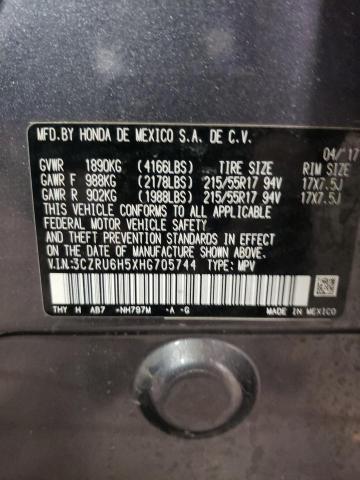 MFD.BY HONDA DE MEXICO S.A. DE C.V.
04/'17
GVWR 1890KG (4166LBS) TIRE SIZE RIM SIZE
GAWR F 988KG (2178LBS) 215/55R17 94V 17X7.5J
GAWR R 902KG (1988LBS) 215/55R17 94V 17X7.5J
THIS VEHICLE CONFORMS TO ALL APPLICABLE
FEDERAL MOTOR VEHICLE SAFETY STANDARDS IN EFFECT ON
THE DATE OF MANUFACTURE SHOWN ABOVE.
V.I.N:3CZRU6H5XHG705744 TYPE: MPV
THY H AB7 -NH797M -A -G
MADE IN MEXICO